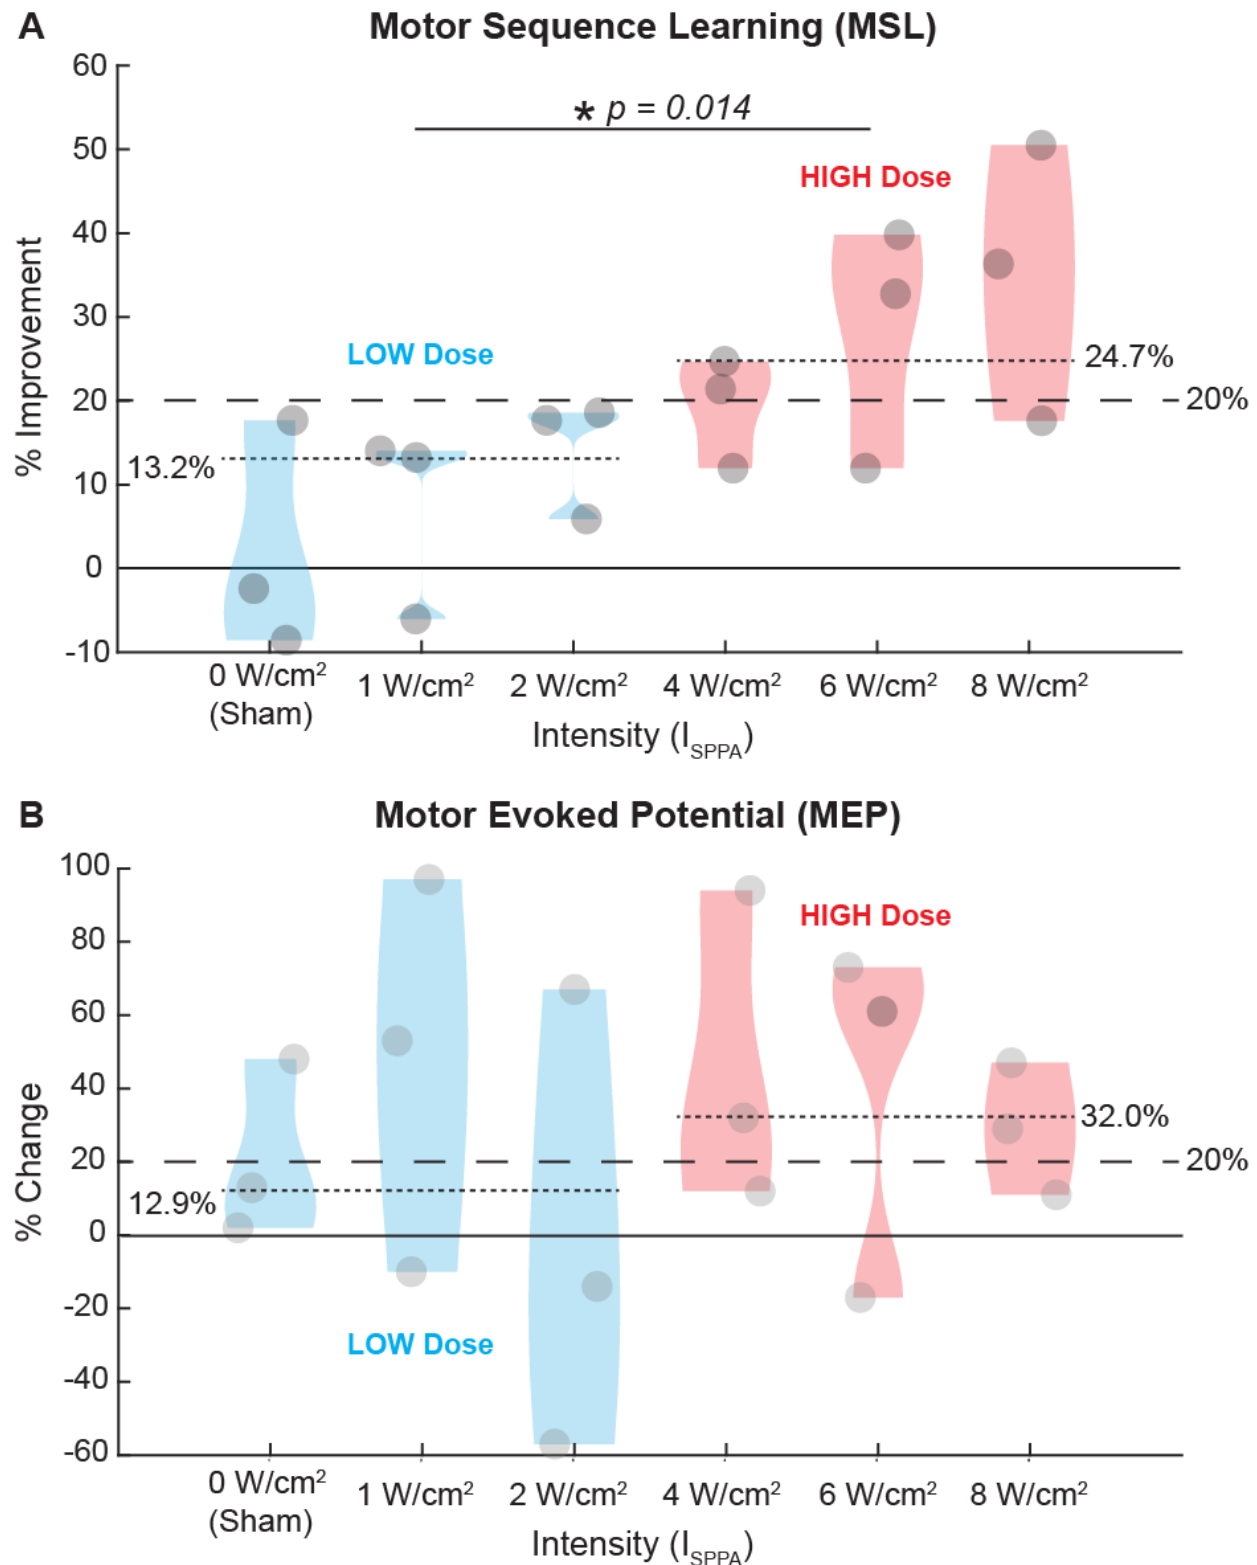 A
Motor Sequence Learning (MSL)
60
50
40
30
20
10
0
-10
% Improvement
* p = 0.014
HIGH Dose
LOW Dose
24.7%
20%
13.2%
0 W/cm²
(Sham)
1 W/cm²
2 W/cm²
4 W/cm²
6 W/cm²
8 W/cm²
Intensity (I_SPPA)
B
Motor Evoked Potential (MEP)
100
80
60
40
20
0
-20
-40
-60
% Change
HIGH Dose
32.0%
20%
12.9%
LOW Dose
0 W/cm²
(Sham)
1 W/cm²
2 W/cm²
4 W/cm²
6 W/cm²
8 W/cm²
Intensity (I_SPPA)